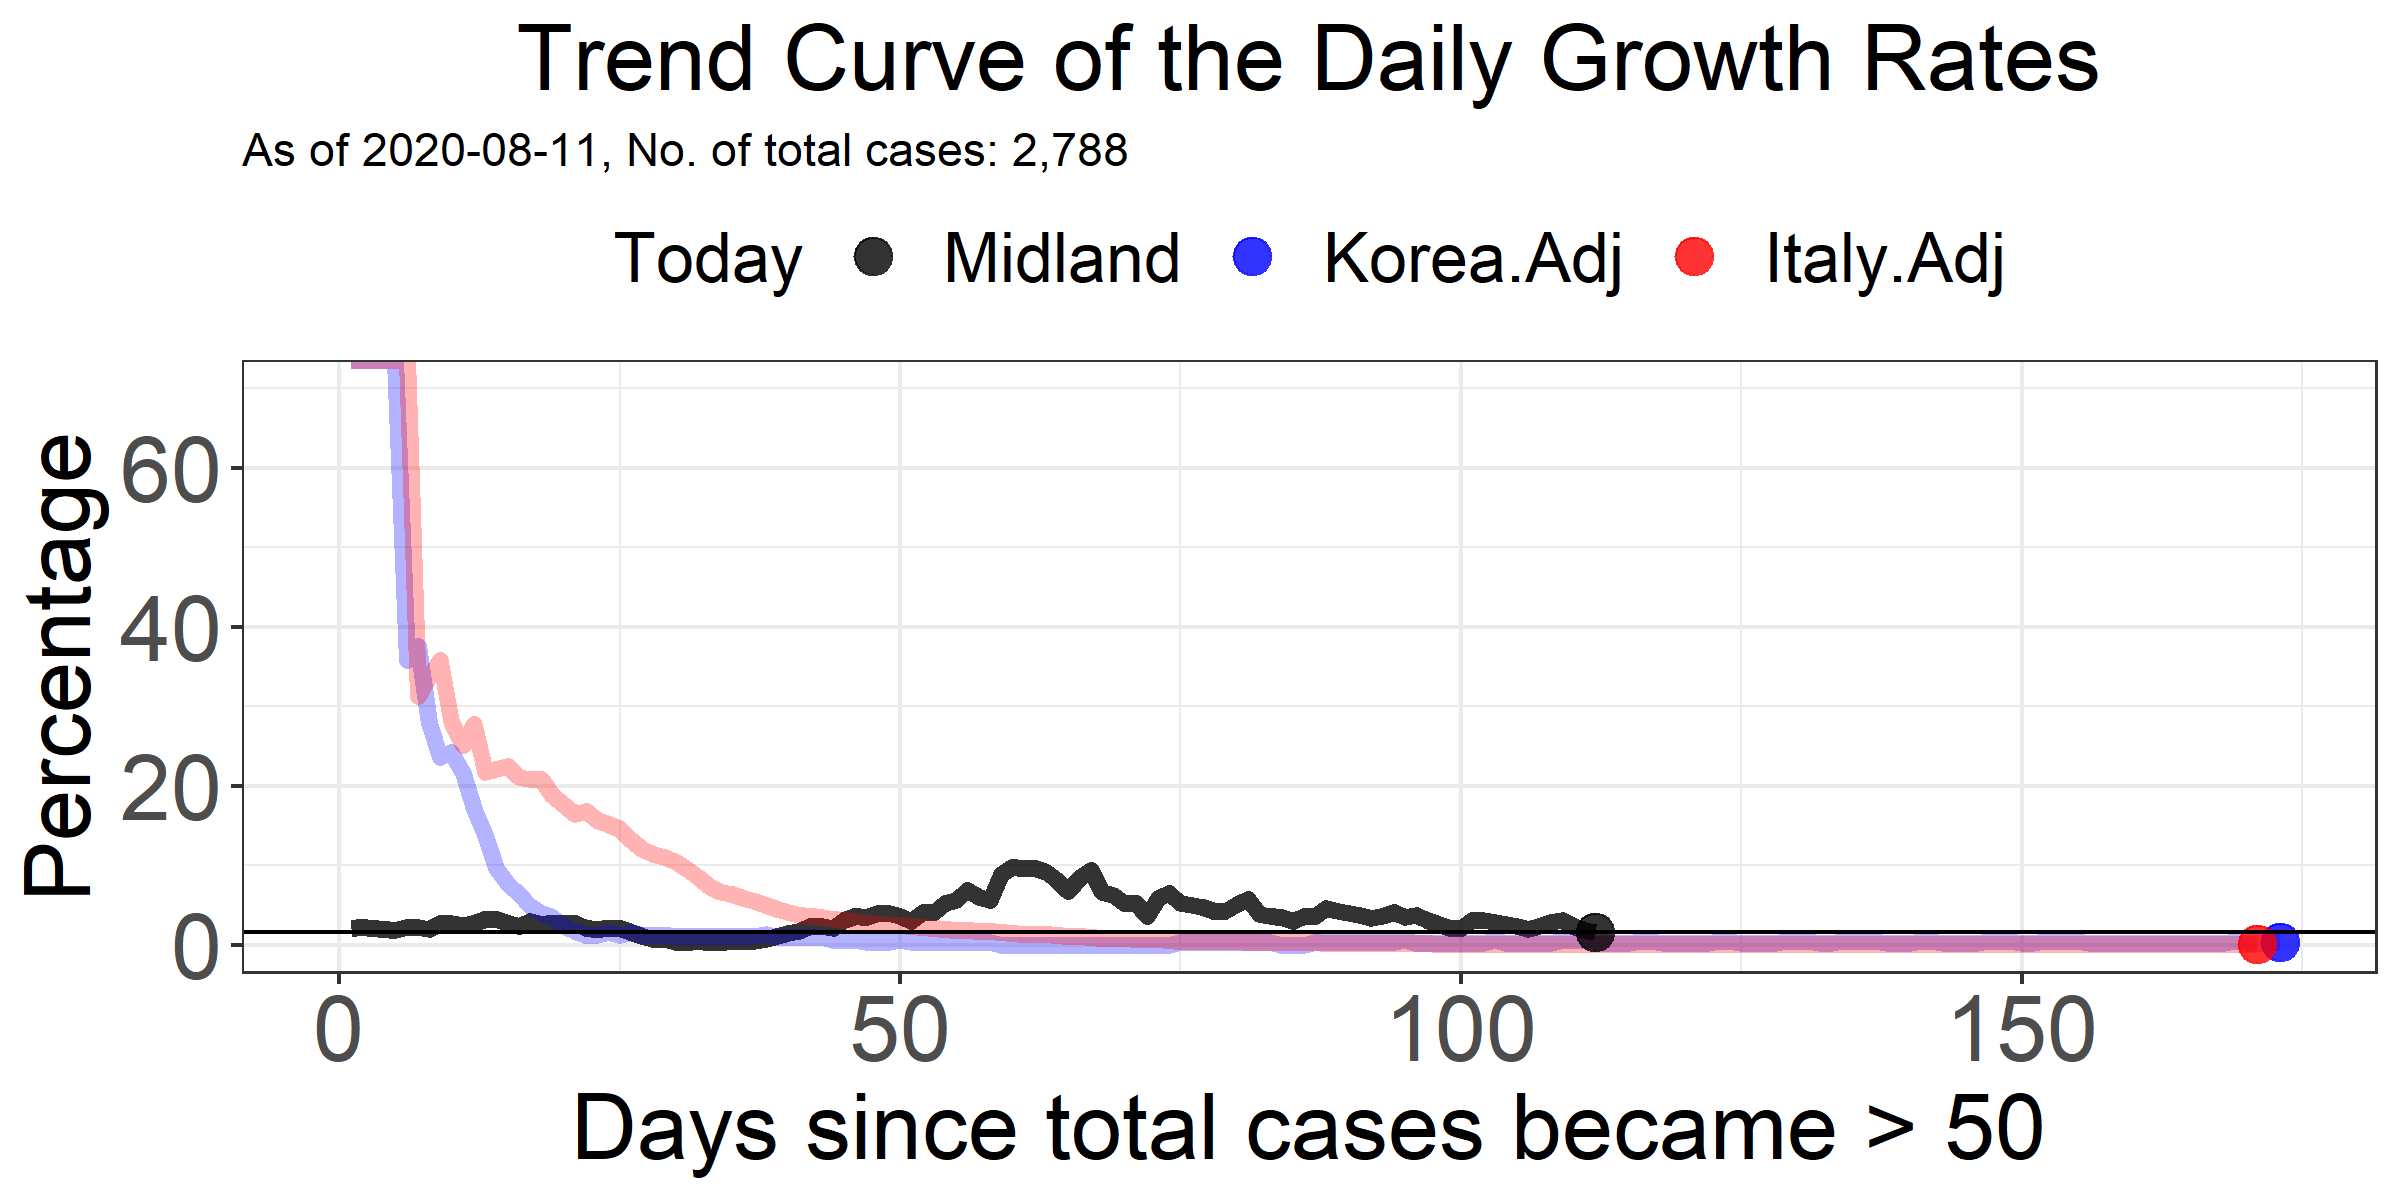 Trend Curve of the Daily Growth Rates
As of 2020-08-11, No. of total cases: 2,788
Today Midland Korea.Adj Italy.Adj
Percentage
60
40
20
0
0 50 100 150
Days since total cases became > 50